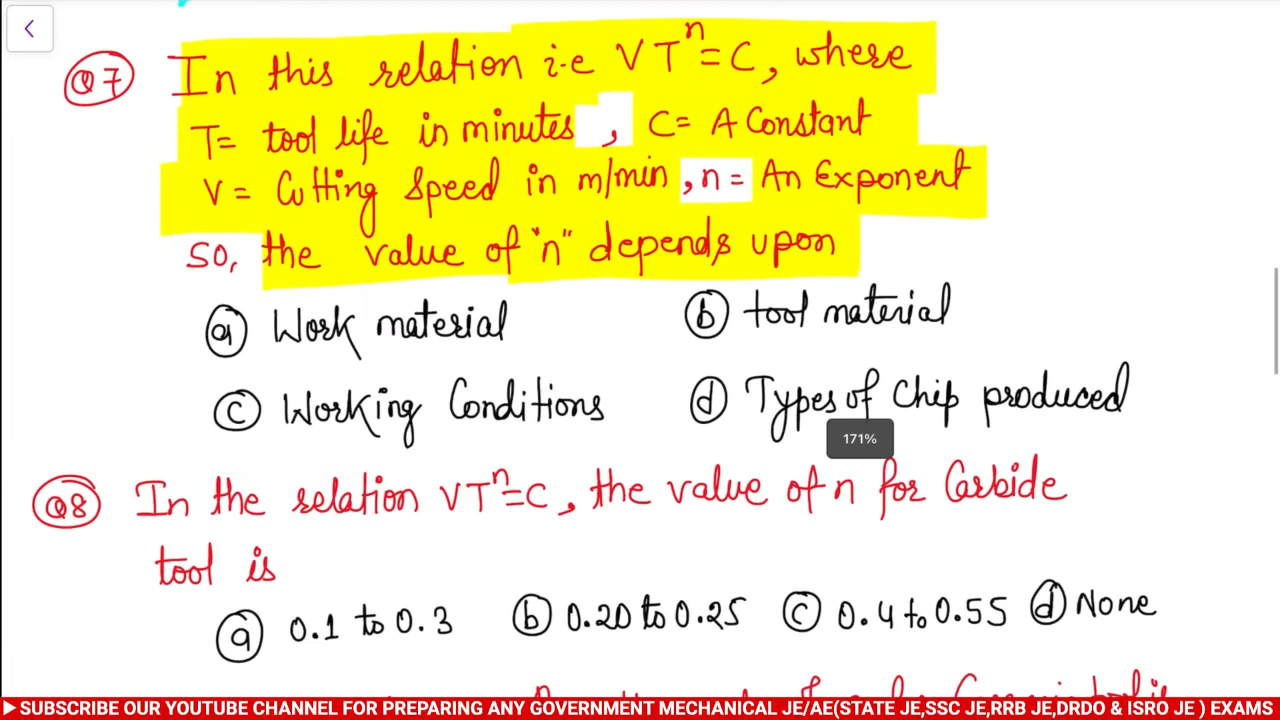 Q7 In this relation i.e VTⁿ=C, where
T= tool life in minutes , C= A Constant
V= Cutting Speed in m/min , n= An Exponent
SO, the value of "n" depends upon
a Work material b tool material
c Working Conditions d Types of Chip produced
171%
Q8 In the relation VTⁿ=C, the value of n for Carbide
tool is
a 0.1 to 0.3 b 0.20 to 0.25 c 0.4 to 0.55 d None
▶ SUBSCRIBE OUR YOUTUBE CHANNEL FOR PREPARING ANY GOVERNMENT MECHANICAL JE/AE(STATE JE,SSC JE,RRB JE,DRDO & ISRO JE ) EXAMS